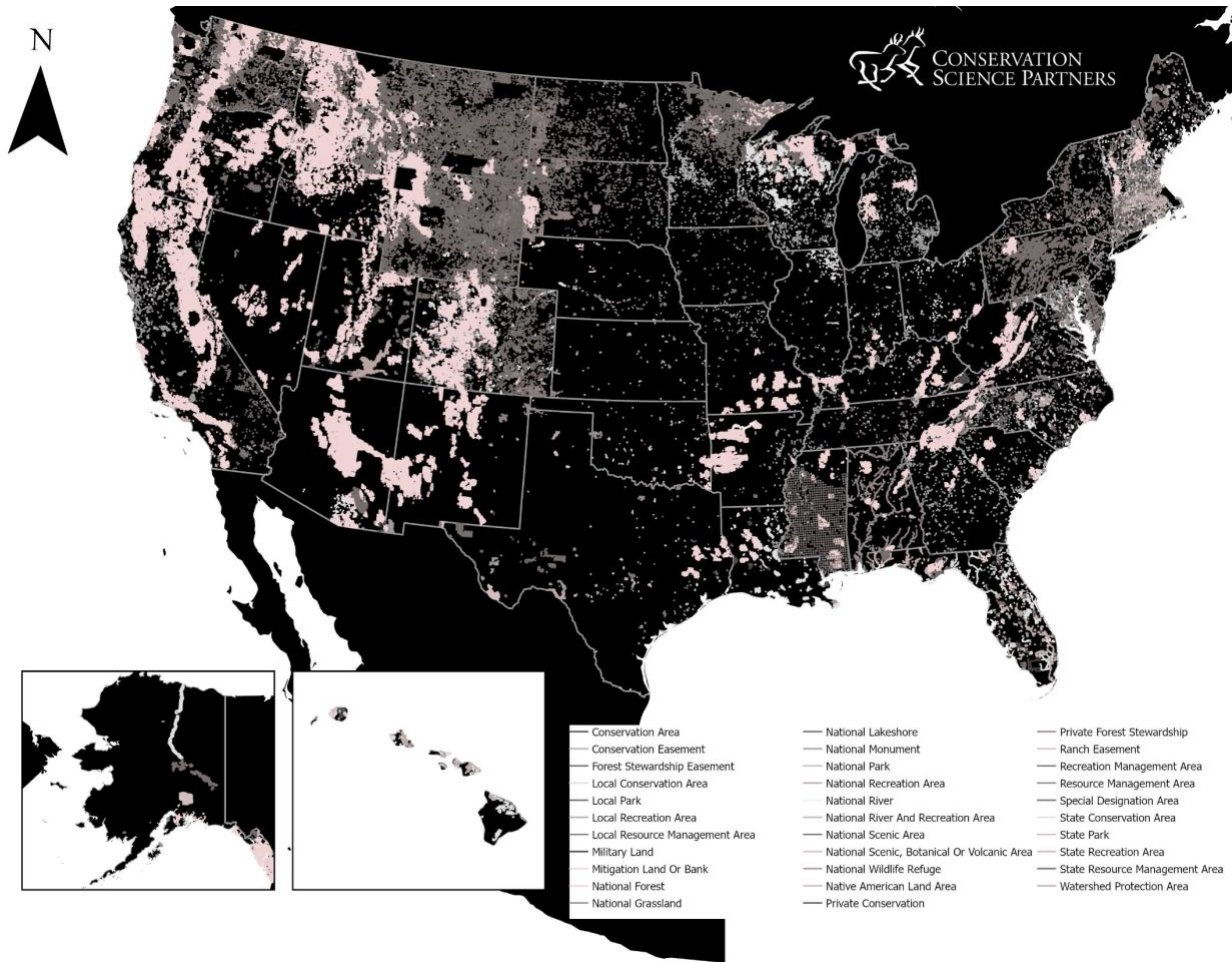 N
CONSERVATION
SCIENCE PARTNERS
Conservation Area
Conservation Easement
Forest Stewardship Easement
Local Conservation Area
Local Park
Local Recreation Area
Local Resource Management Area
Military Land
Mitigation Land Or Bank
National Forest
National Grassland
National Lakeshore
National Monument
National Park
National Recreation Area
National River
National River And Recreation Area
National Scenic Area
National Scenic, Botanical Or Volcanic Area
National Wildlife Refuge
Native American Land Area
Private Conservation
Private Forest Stewardship
Ranch Easement
Recreation Management Area
Resource Management Area
Special Designation Area
State Conservation Area
State Park
State Recreation Area
State Resource Management Area
Watershed Protection Area